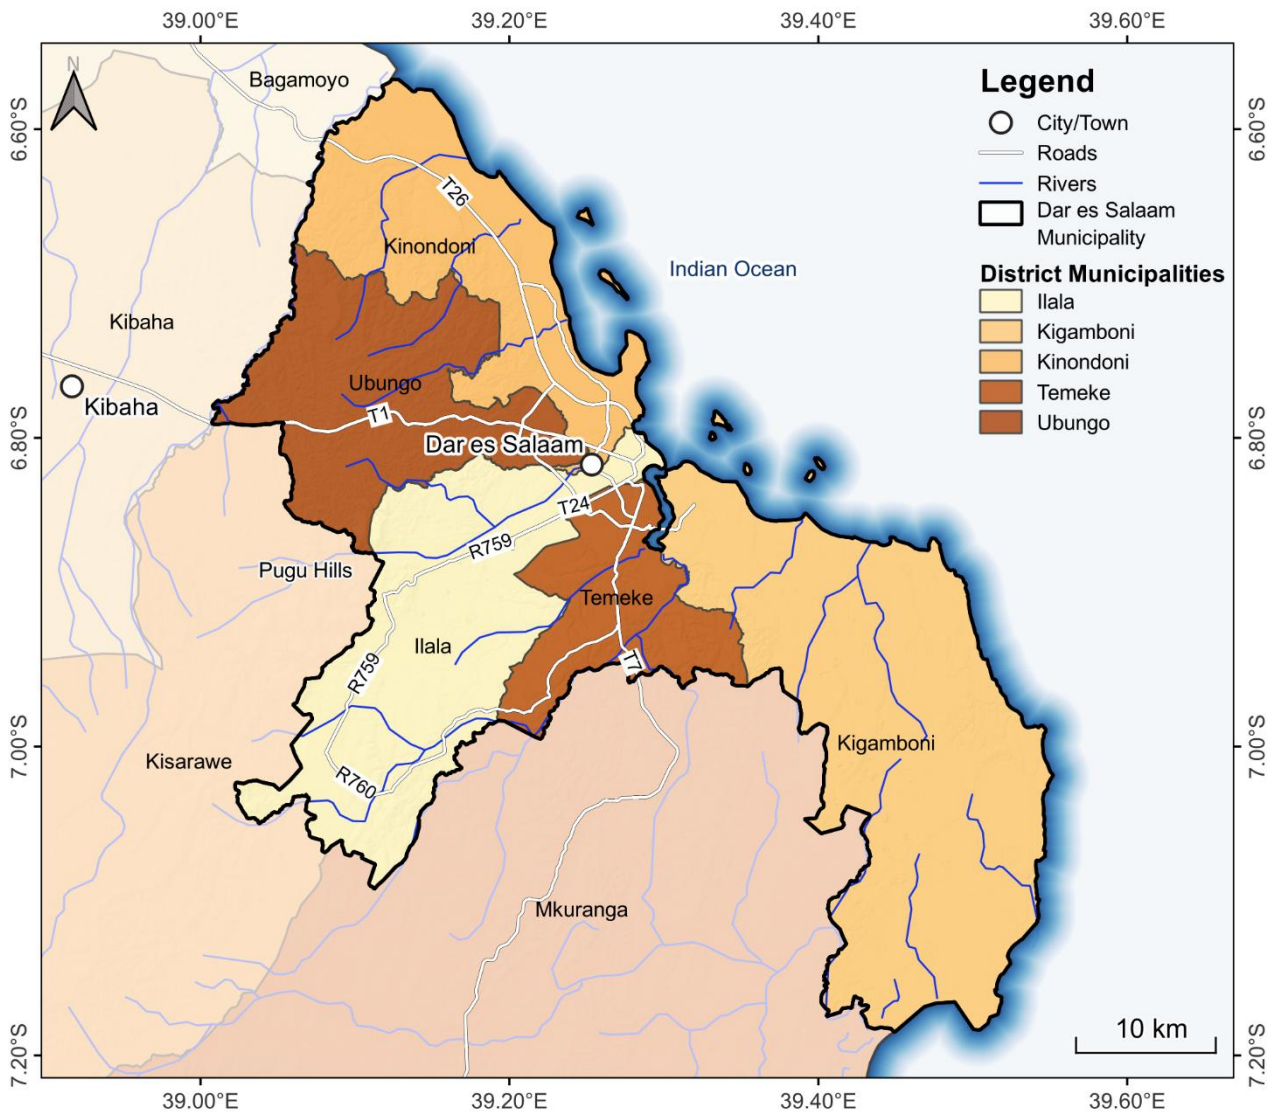 39.00°E
39.20°E
39.40°E
39.60°E
N
Bagamoyo
Legend
City/Town
Roads
Rivers
Dar es Salaam
Municipality
District Municipalities
Ilala
Kigamboni
Kinondoni
Temeke
Ubungo
6.60°S
6.60°S
T26
Kinondoni
Indian Ocean
Kibaha
Ubungo
Kibaha
T1
6.80°S
Dar es Salaam
6.80°S
T24
R759
Pugu Hills
Temeke
Ilala
R759
T7
7.00°S
Kisarawe
Kigamboni
7.00°S
R760
Mkuranga
10 km
7.20°S
7.20°S
39.00°E
39.20°E
39.40°E
39.60°E